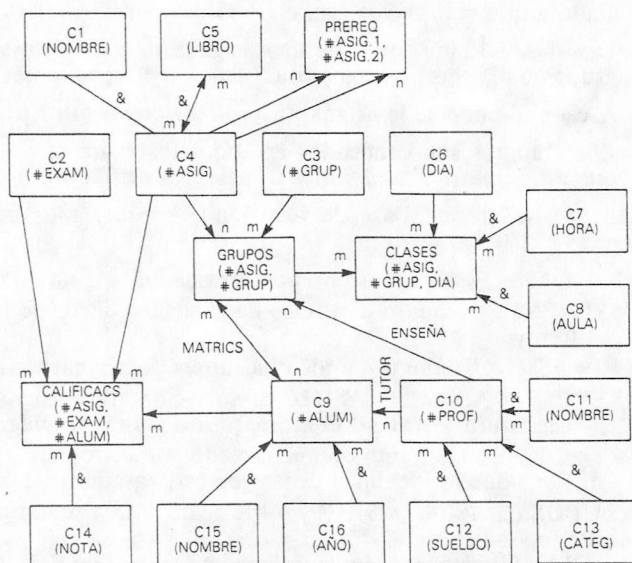 C1
(NOMBRE)
C5
(LIBRO)
PREREQ
(#ASIG.1,
#ASIG.2)
&
&
m
m
n
n
C2
(#EXAM)
C4
(#ASIG)
C3
(#GRUP)
C6
(DIA)
C7
(HORA)
&
n
m
m
m
GRUPOS
(#ASIG,
#GRUP)
m
CLASES
(#ASIG,
#GRUP, DIA)
m
&
C8
(AULA)
m
n
MATRICS
ENSEÑA
TUTOR
m
m
n
m
CALIFICACS
(#ASIG,
#EXAM,
#ALUM)
m
C9
(#ALUM)
n
C10
(#PROF)
&
m
C11
(NOMBRE)
m
m
m
m
m
&
&
&
&
&
C14
(NOTA)
C15
(NOMBRE)
C16
(AÑO)
C12
(SUELDO)
C13
(CATEG)